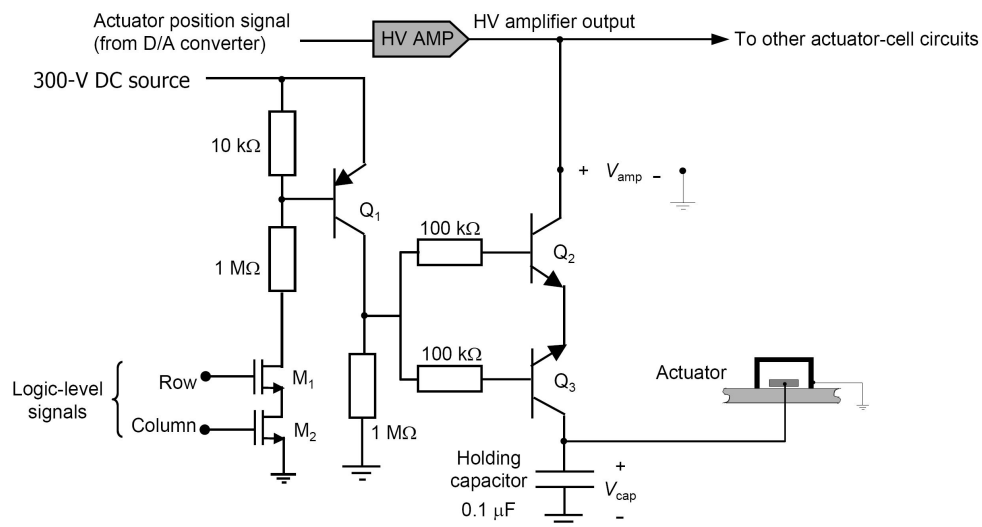 Actuator position signal
(from D/A converter)
HV AMP
HV amplifier output
To other actuator-cell circuits
300-V DC source
10 kΩ
+ Vamp -
Q1
100 kΩ
Q2
1 MΩ
100 kΩ
Q3
Actuator
Logic-level
signals
Row
M1
Column
M2
1 MΩ
Holding
capacitor
0.1 μF
+
Vcap
-